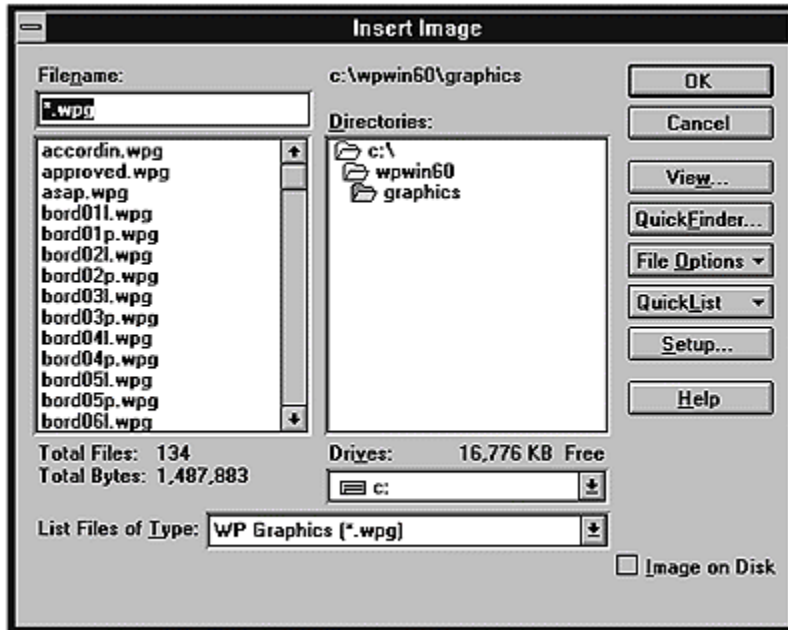 Insert Image
Filename:
*.wpg
accordin.wpg
approved.wpg
asap.wpg
bord01l.wpg
bord01p.wpg
bord02l.wpg
bord02p.wpg
bord03l.wpg
bord03p.wpg
bord04l.wpg
bord04p.wpg
bord05l.wpg
bord05p.wpg
bord06l.wpg
Total Files: 134
Total Bytes: 1,487,883
c:\wpwin60\graphics
Directories:
c:\
wpwin60
graphics
Drives: 16,776 KB Free
c:
List Files of Type: WP Graphics (*.wpg)
OK
Cancel
View...
QuickFinder...
File Options
QuickList
Setup...
Help
Image on Disk